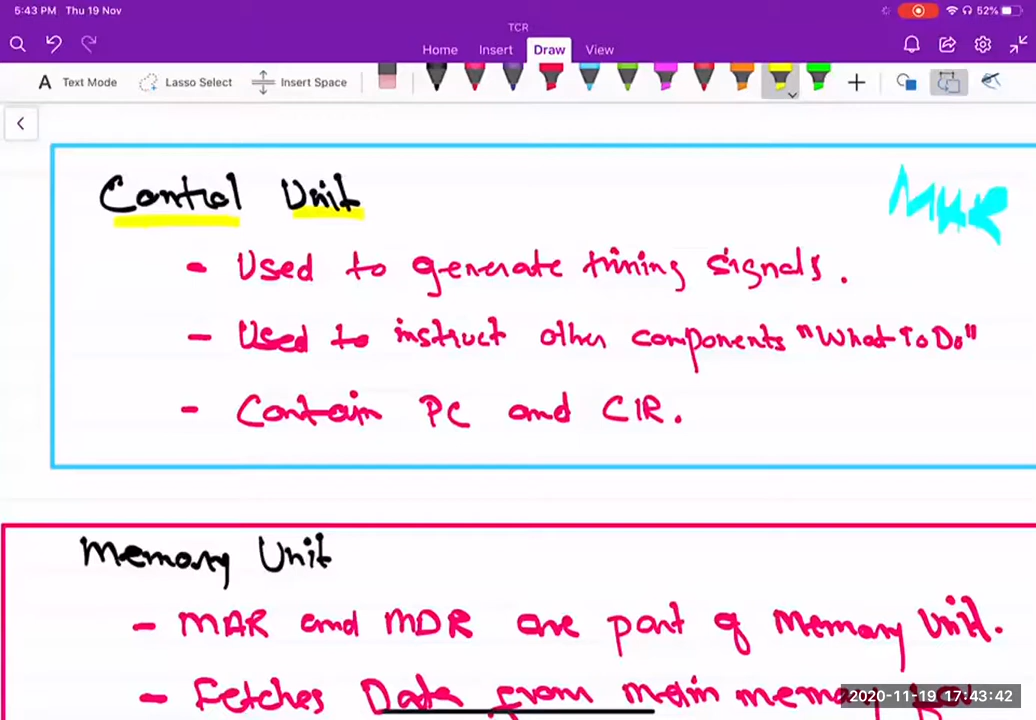 5:43 PM Thu 19 Nov
52%
TCR
Home Insert Draw View
A Text Mode Lasso Select Insert Space
Control Unit
- Used to generate timing signals.
- Used to instruct other components "What To Do"
- Contain PC and CIR.
Memory Unit
- MAR and MDR are part of Memory Unit.
- Fetches Data from main memory
2020-11-19 17:43:42